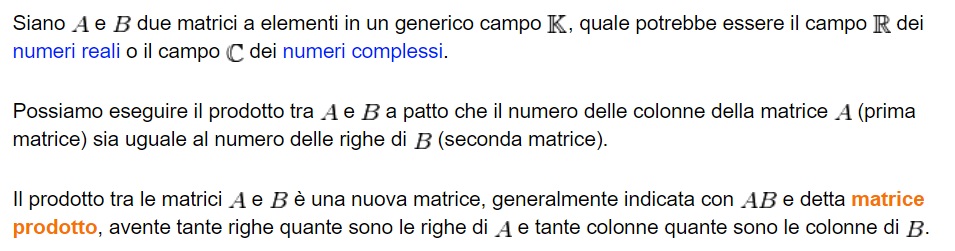 Siano A e B due matrici a elementi in un generico campo 𝕂, quale potrebbe essere il campo ℝ dei
numeri reali o il campo ℂ dei numeri complessi.
Possiamo eseguire il prodotto tra A e B a patto che il numero delle colonne della matrice A (prima
matrice) sia uguale al numero delle righe di B (seconda matrice).
Il prodotto tra le matrici A e B è una nuova matrice, generalmente indicata con AB e detta matrice
prodotto, avente tante righe quante sono le righe di A e tante colonne quante sono le colonne di B.